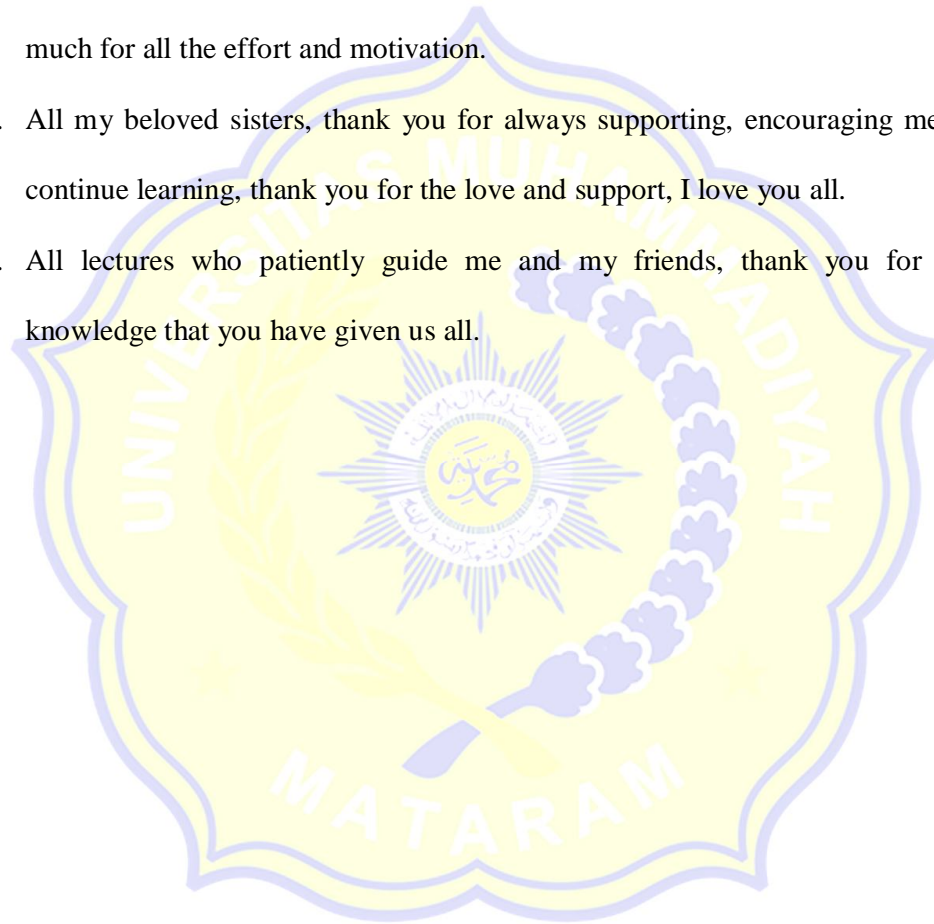 much for all the effort and motivation.
. All my beloved sisters, thank you for always supporting, encouraging me
continue learning, thank you for the love and support, I love you all.
. All lectures who patiently guide me and my friends, thank you for
knowledge that you have given us all.
UNIVERSITAS MUHAMMADIYAH
MATARAM
محمد